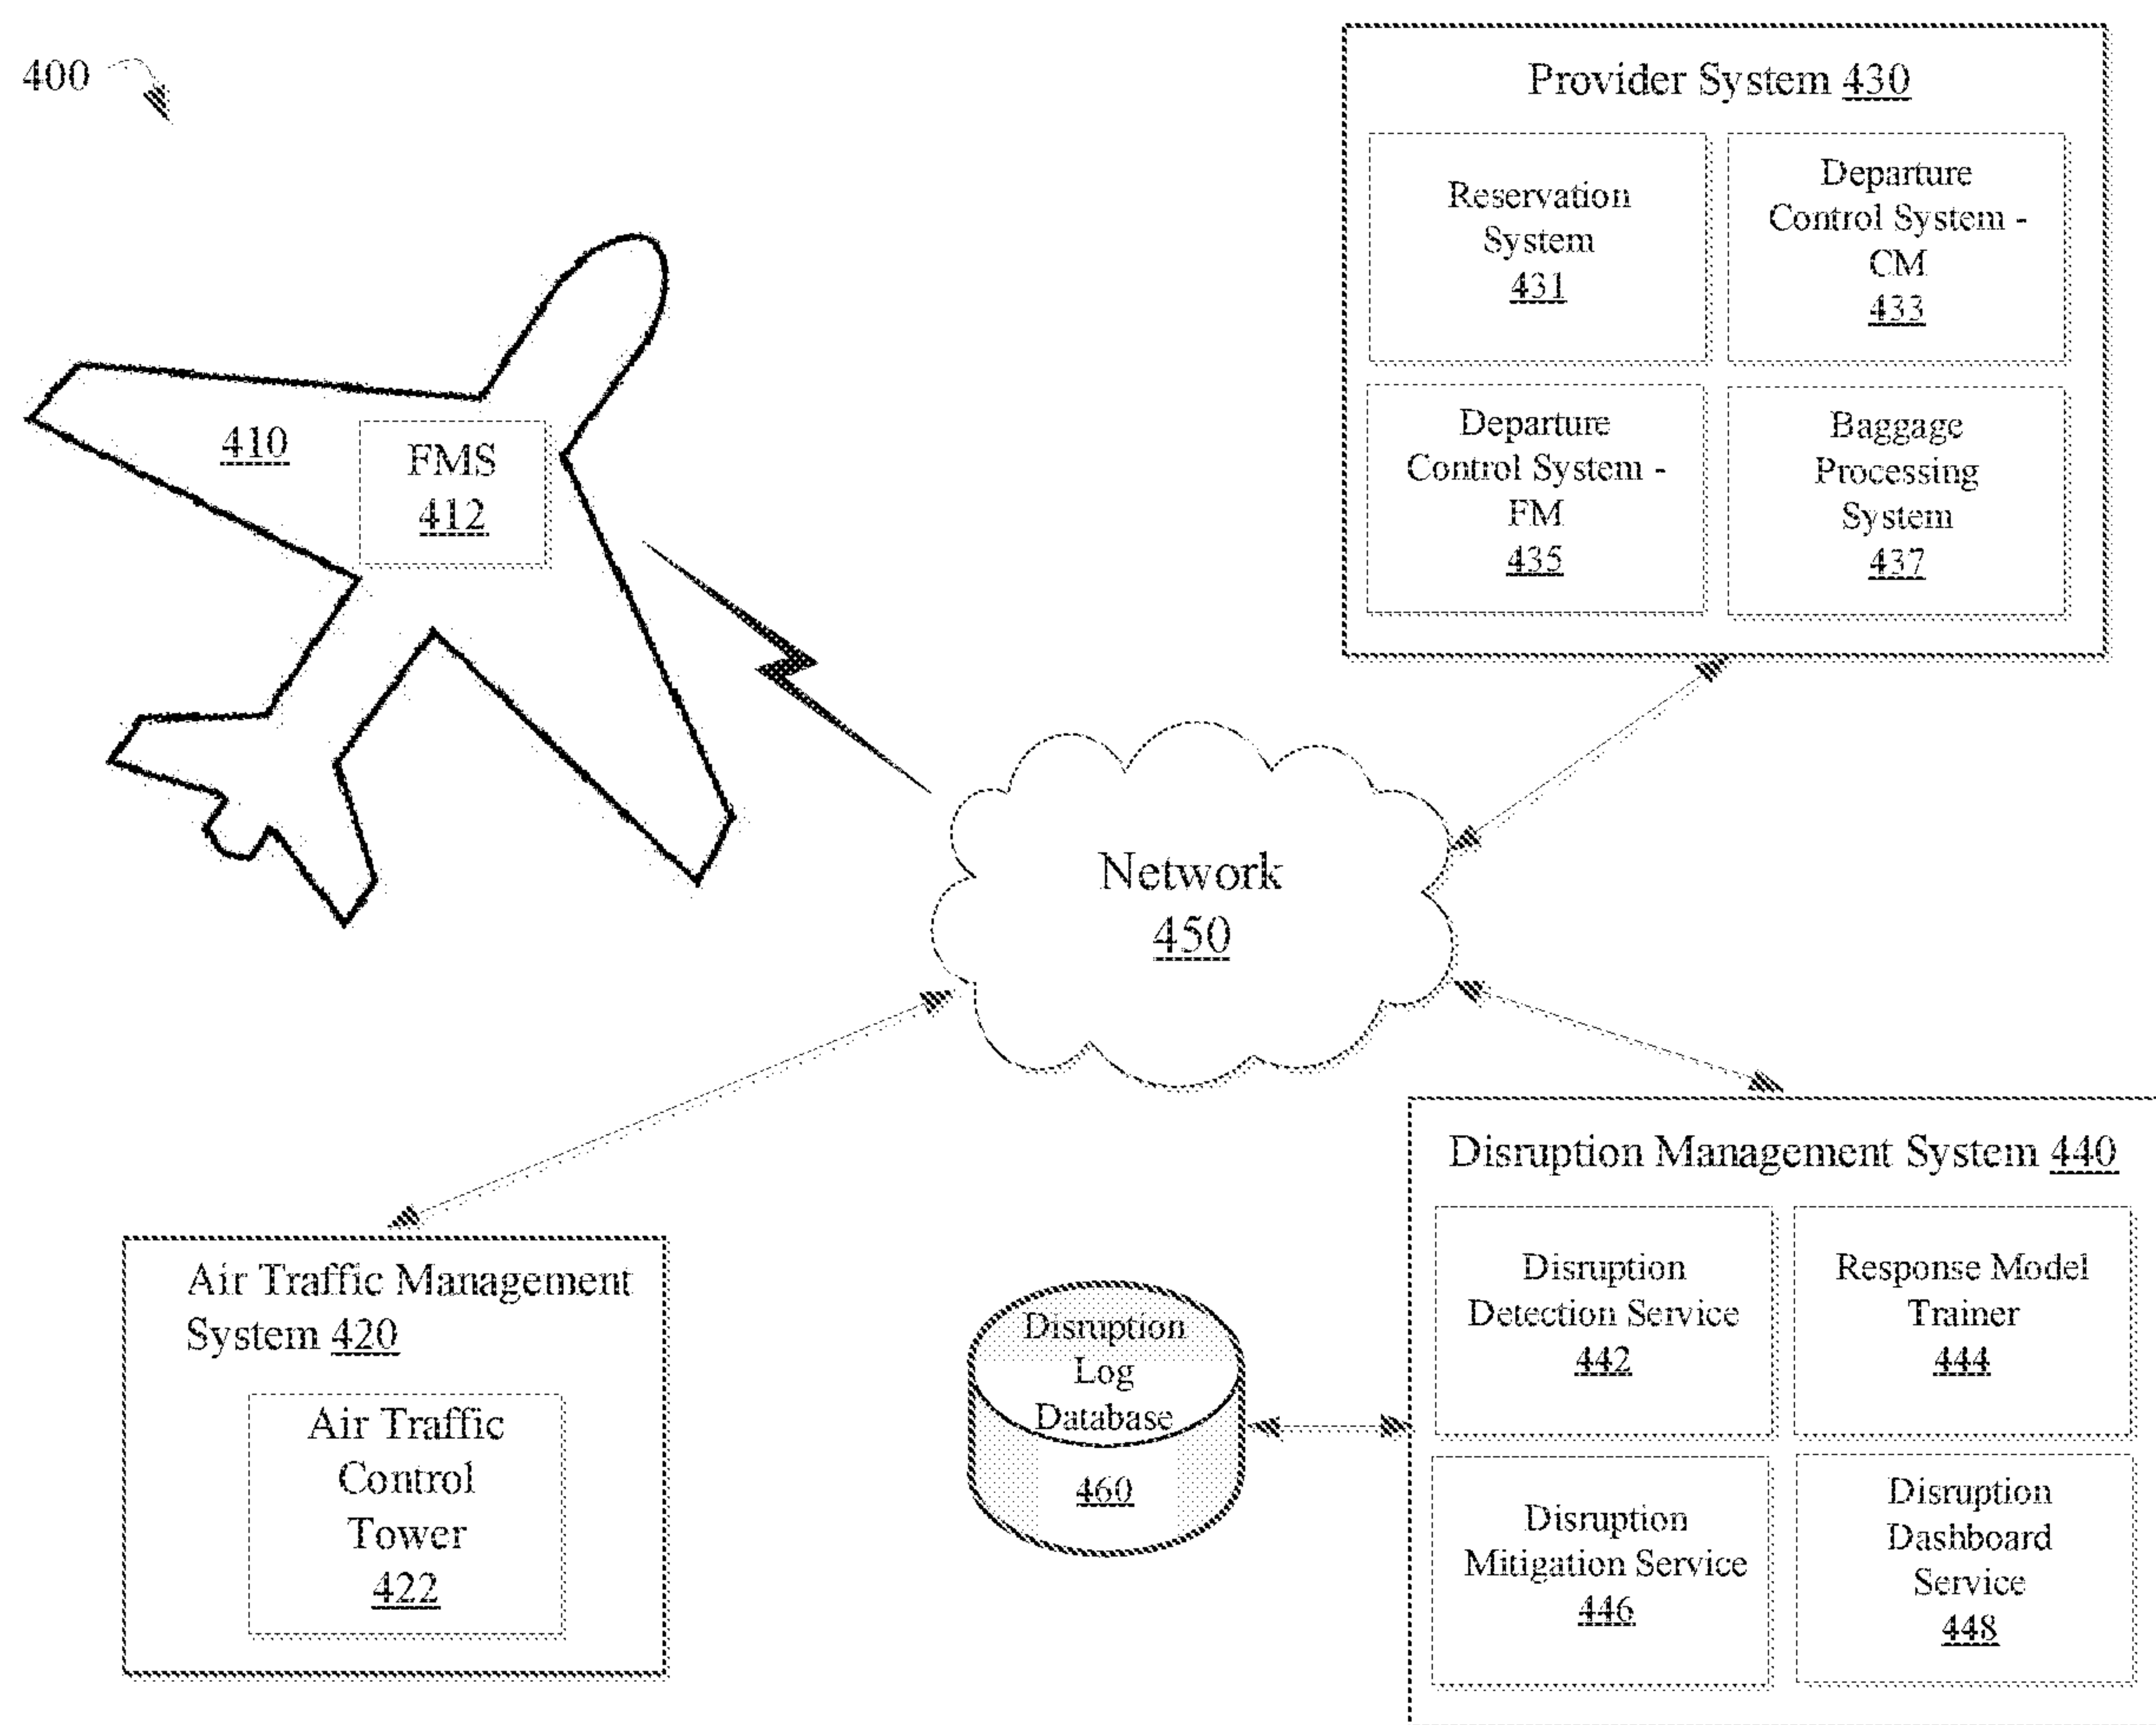 400
Provider System 430
Reservation
System
431
Departure
Control System -
CM
433
Departure
Control System -
FM
435
Baggage
Processing
System
437
410
FMS
412
Network
450
Air Traffic Management
System 420
Air Traffic
Control
Tower
422
Disruption
Log
Database
460
Disruption Management System 440
Disruption
Detection Service
442
Response Model
Trainer
444
Disruption
Mitigation Service
446
Disruption
Dashboard
Service
448